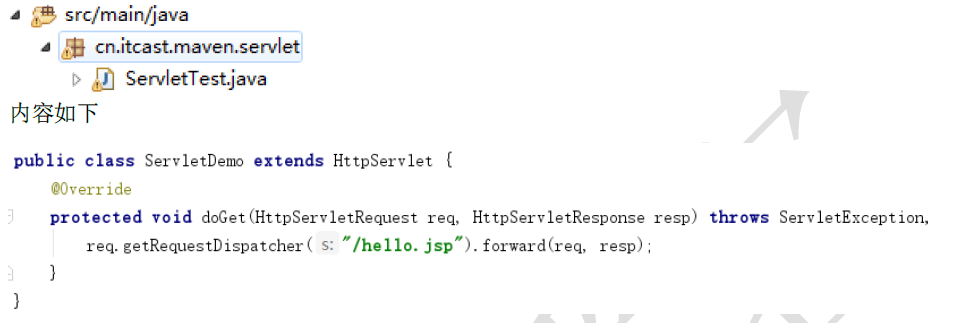 src/main/java
cn.itcast.maven.servlet
ServletTest.java
内容如下
public class ServletDemo extends HttpServlet {
@Override
protected void doGet(HttpServletRequest req, HttpServletResponse resp) throws ServletException,
req.getRequestDispatcher( s: "/hello.jsp").forward(req, resp);
}
}